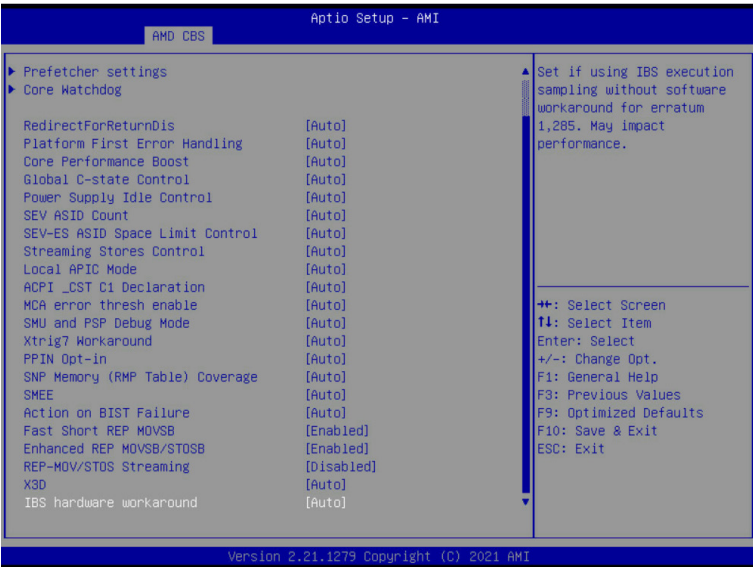 Aptio Setup - AMI
AMD CBS
Prefetcher settings
Core Watchdog
RedirectForReturnDis [Auto]
Platform First Error Handling [Auto]
Core Performance Boost [Auto]
Global C-state Control [Auto]
Power Supply Idle Control [Auto]
SEV ASID Count [Auto]
SEV-ES ASID Space Limit Control [Auto]
Streaming Stores Control [Auto]
Local APIC Mode [Auto]
ACPI _CST C1 Declaration [Auto]
MCA error thresh enable [Auto]
SMU and PSP Debug Mode [Auto]
Xtrig7 Workaround [Auto]
PPIN Opt-in [Auto]
SNP Memory (RMP Table) Coverage [Auto]
SMEE [Auto]
Action on BIST Failure [Auto]
Fast Short REP MOVSB [Enabled]
Enhanced REP MOVSB/STOSB [Enabled]
REP-MOV/STOS Streaming [Disabled]
X3D [Auto]
IBS hardware workaround [Auto]
Set if using IBS execution
sampling without software
workaround for erratum
1,285. May impact
performance.
→←: Select Screen
↑↓: Select Item
Enter: Select
+/-: Change Opt.
F1: General Help
F3: Previous Values
F9: Optimized Defaults
F10: Save & Exit
ESC: Exit
Version 2.21.1279 Copyright (C) 2021 AMI